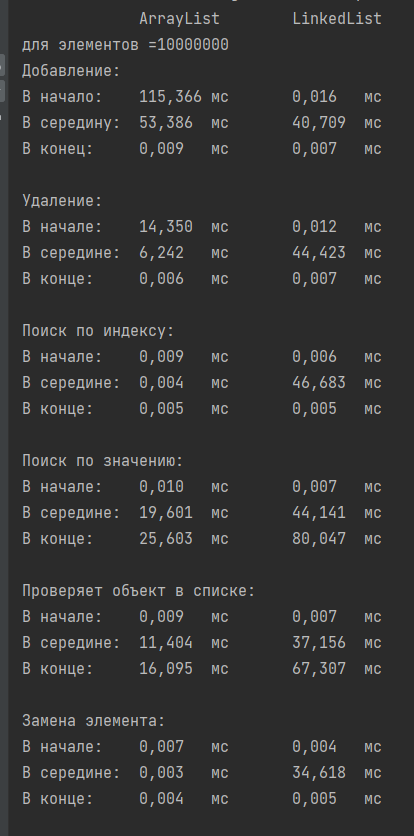 ArrayList LinkedList
для элементов =10000000
Добавление:
В начало: 115,366 мс 0,016 мс
В середину: 53,386 мс 40,709 мс
В конец: 0,009 мс 0,007 мс
Удаление:
В начале: 14,350 мс 0,012 мс
В середине: 6,242 мс 44,423 мс
В конце: 0,006 мс 0,007 мс
Поиск по индексу:
В начале: 0,009 мс 0,006 мс
В середине: 0,004 мс 46,683 мс
В конце: 0,005 мс 0,005 мс
Поиск по значению:
В начале: 0,010 мс 0,007 мс
В середине: 19,601 мс 44,141 мс
В конце: 25,603 мс 80,047 мс
Проверяет объект в списке:
В начале: 0,009 мс 0,007 мс
В середине: 11,404 мс 37,156 мс
В конце: 16,095 мс 67,307 мс
Замена элемента:
В начале: 0,007 мс 0,004 мс
В середине: 0,003 мс 34,618 мс
В конце: 0,004 мс 0,005 мс